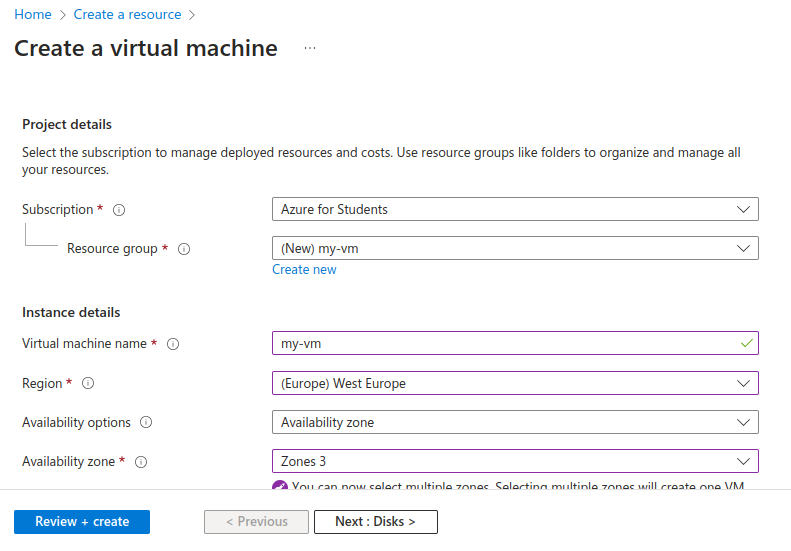 Home > Create a resource >
Create a virtual machine ...
Project details
Select the subscription to manage deployed resources and costs. Use resource groups like folders to organize and manage all
your resources.
Subscription * Azure for Students
Resource group * (New) my-vm
Create new
Instance details
Virtual machine name * my-vm
Region * (Europe) West Europe
Availability options Availability zone
Availability zone * Zones 3
You can now select multiple zones. Selecting multiple zones will create one VM
Review + create < Previous Next : Disks >